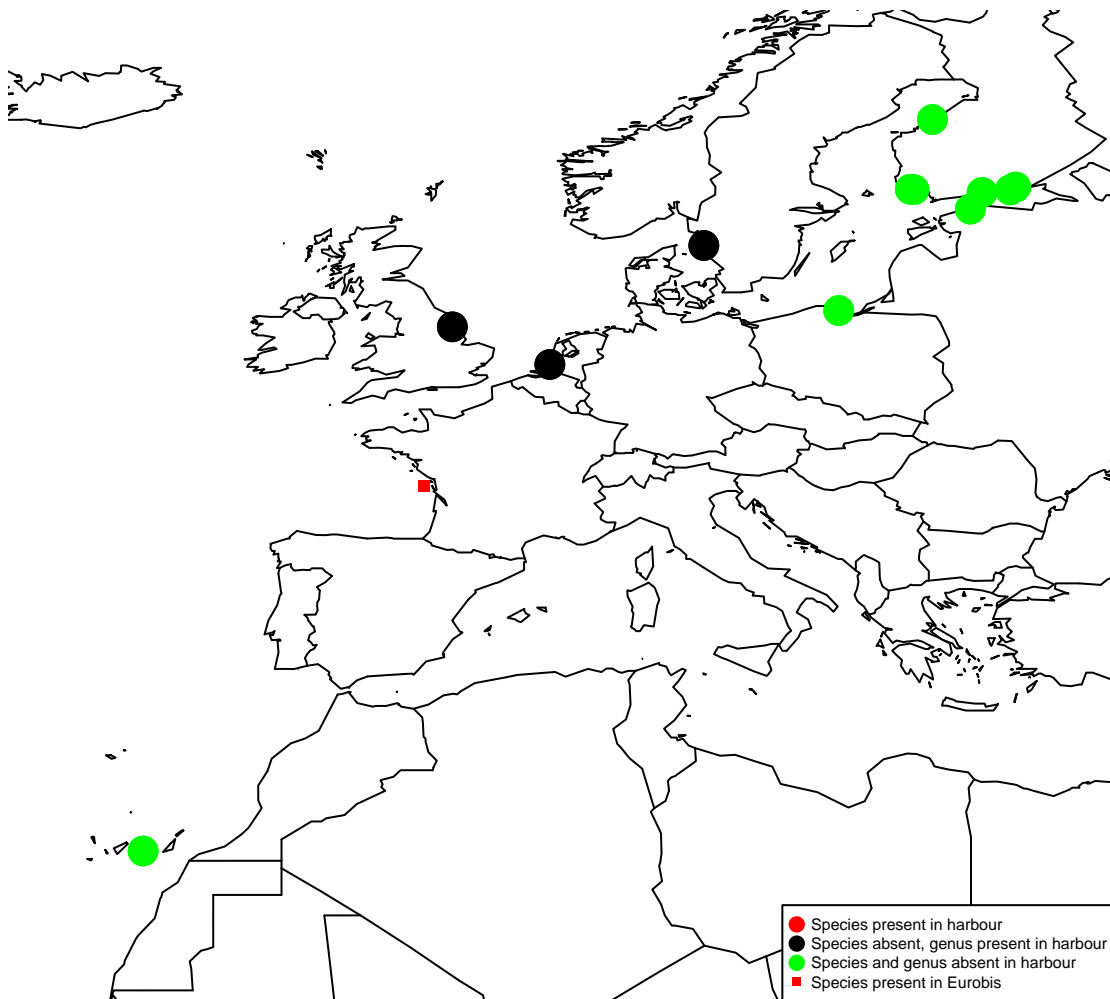 Species present in harbour
Species absent, genus present in harbour
Species and genus absent in harbour
Species present in Eurobis